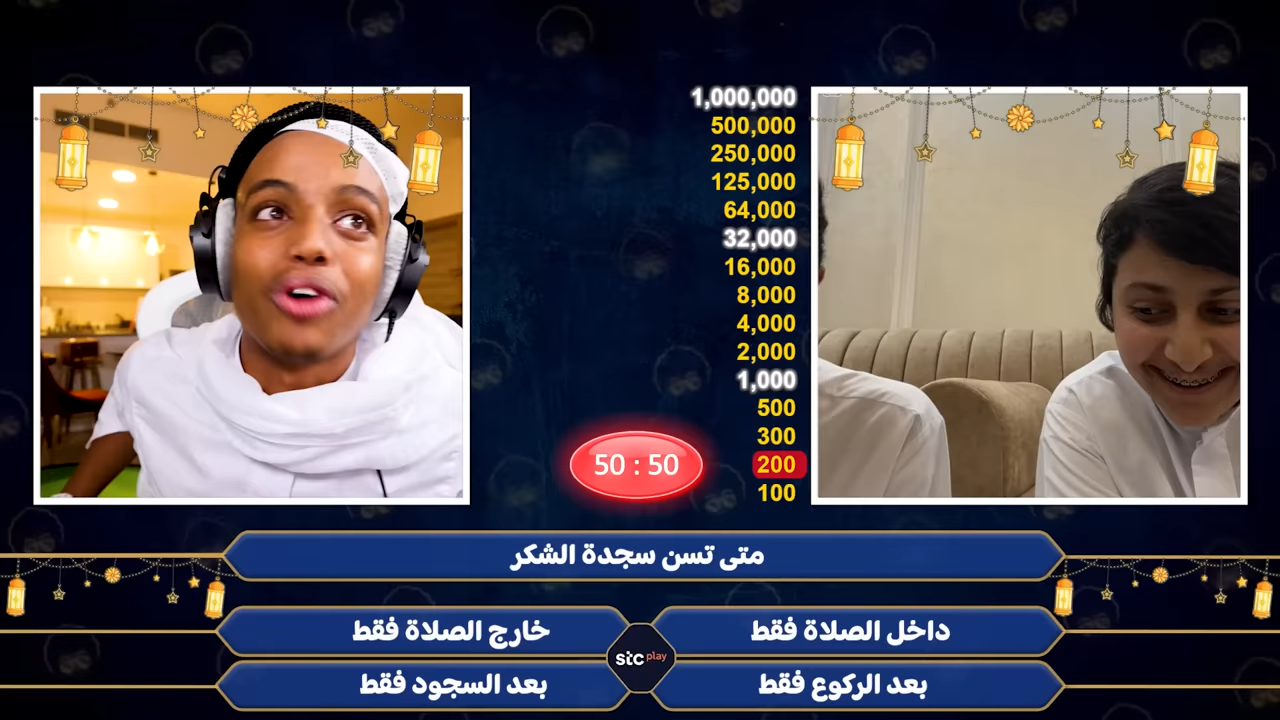 1,000,000
500,000
250,000
125,000
64,000
32,000
16,000
8,000
4,000
2,000
1,000
500
300
200
100
50 : 50
متى تسن سجدة الشكر
داخل الصلاة فقط
خارج الصلاة فقط
بعد الركوع فقط
بعد السجود فقط
stc play